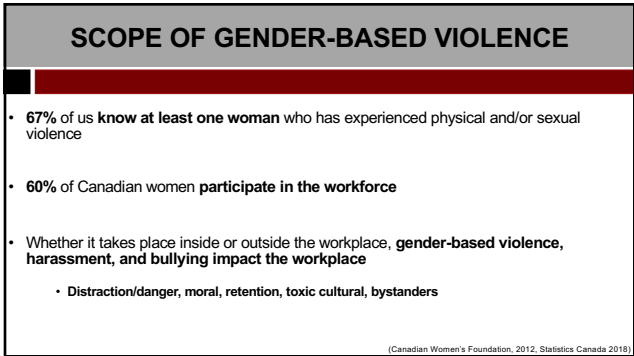 SCOPE OF GENDER-BASED VIOLENCE
• 67% of us know at least one woman who has experienced physical and/or sexual
violence
• 60% of Canadian women participate in the workforce
• Whether it takes place inside or outside the workplace, gender-based violence,
harassment, and bullying impact the workplace
• Distraction/danger, moral, retention, toxic cultural, bystanders
(Canadian Women's Foundation, 2012, Statistics Canada 2018)